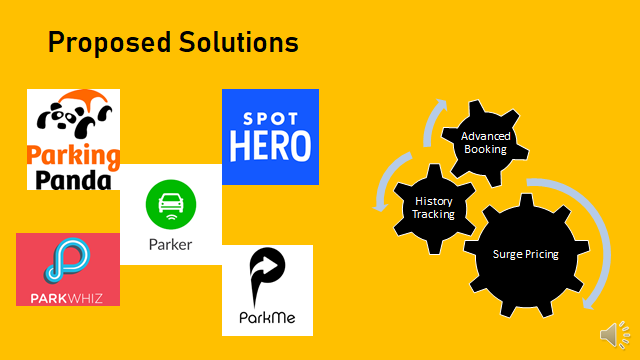 Proposed Solutions
Parking
Panda
SPOT
HERO
Parker
PARKWHIZ
ParkMe
Advanced
Booking
History
Tracking
Surge Pricing